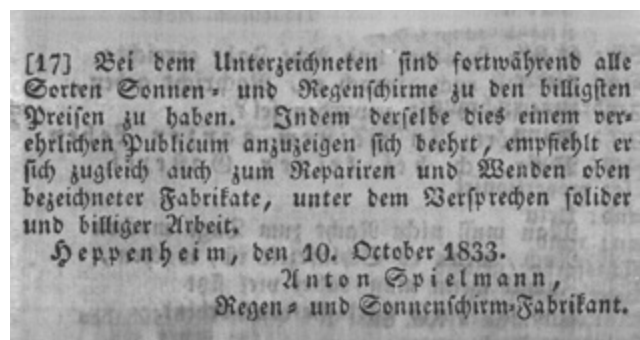 [17] Bei dem Unterzeichneten sind fortwährend alle
Sorten Sonnen= und Regenschirme zu den billigsten
Preisen zu haben. Indem derselbe dies einem ver=
ehrlichen Publicum anzuzeigen sich beehrt, empfiehlt er
sich zugleich auch zum Repariren und Wenden oben
bezeichneter Fabrikate, unter dem Versprechen solider
und billiger Arbeit.
Heppenheim, den 10. October 1833.
Anton Spielmann,
Regen= und Sonnenschirm=Fabrikant.